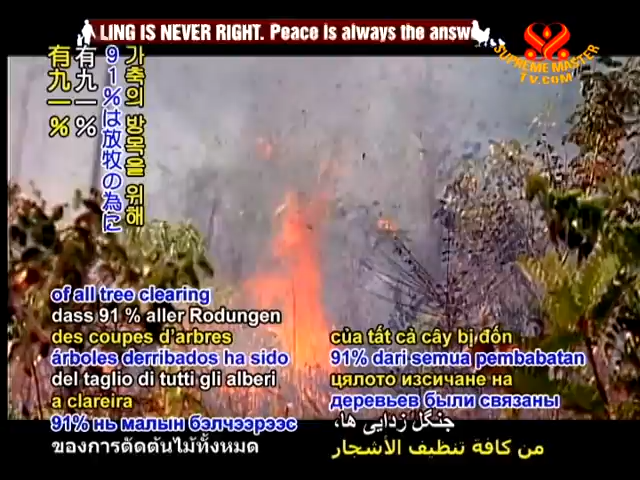 LING IS NEVER RIGHT. Peace is always the answ
SUPREME MASTER
TV.COM
가축의 방목을 위해
91%は放牧の為に
有九一%
有九一%
of all tree clearing
dass 91 % aller Rodungen
des coupes d'arbres
árboles derribados ha sido
del taglio di tutti gli alberi
a clareira
91% нь малын бэлчээрээс
ของการตัดต้นไม้ทั้งหมด
của tất cả cây bị đốn
91% dari semua pembabatan
цялото изсичане на
деревьев были связаны
جنگل زدایی ها،
من كافة تنظيف الأشجار